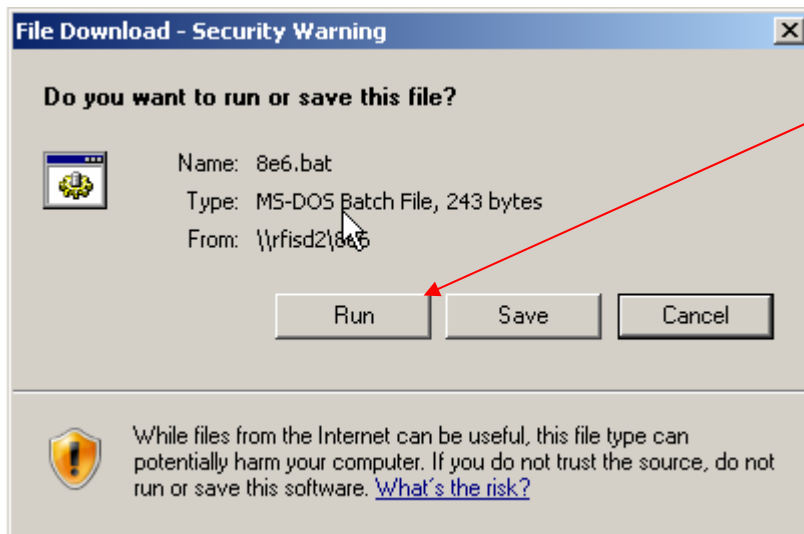 File Download - Security Warning
Do you want to run or save this file?
Name: 8e6.bat
Type: MS-DOS Batch File, 243 bytes
From: \\rfisd2\8e6
Run Save Cancel
While files from the Internet can be useful, this file type can
potentially harm your computer. If you do not trust the source, do not
run or save this software. What's the risk?